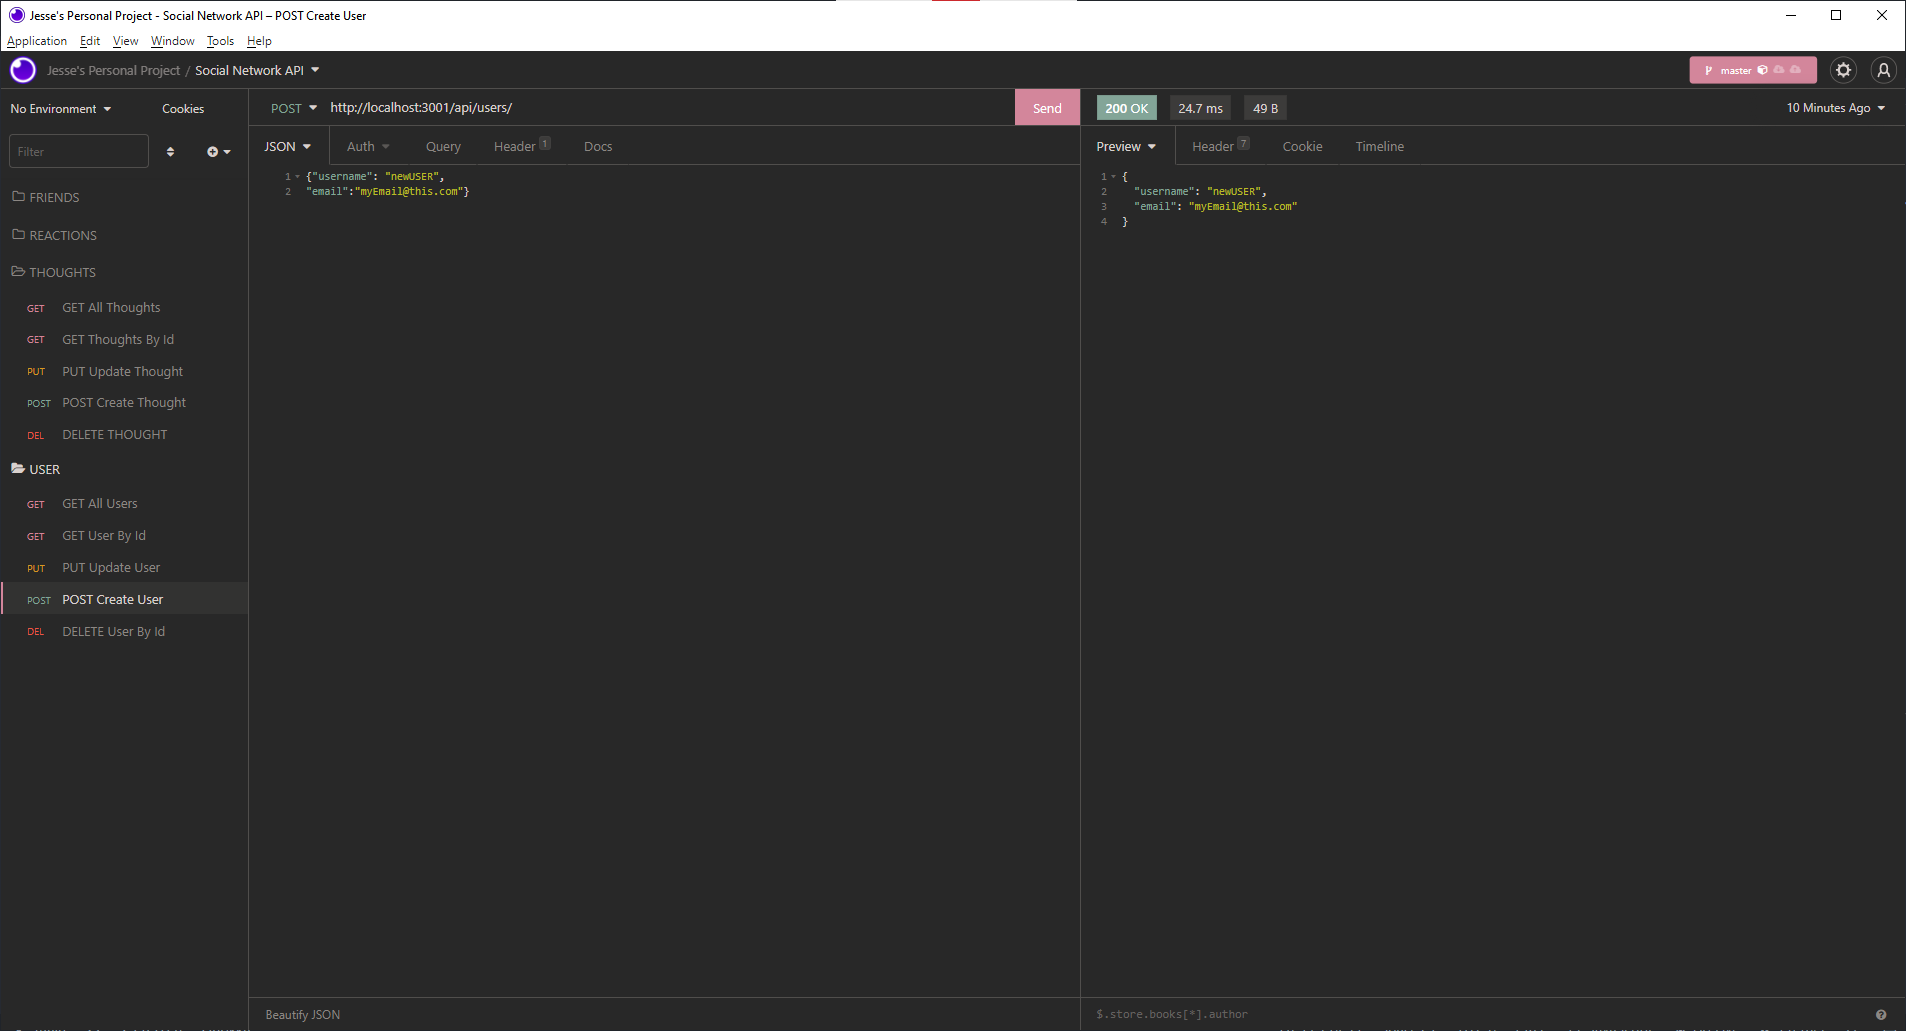 Jesse's Personal Project - Social Network API – POST Create User
Application Edit View Window Tools Help
Jesse's Personal Project / Social Network API
master
No Environment Cookies
POST http://localhost:3001/api/users/ Send
200 OK 24.7 ms 49 B 10 Minutes Ago
Filter
JSON Auth Query Header 1 Docs
Preview Header 7 Cookie Timeline
1 {"username": "newUSER",
2 "email":"myEmail@this.com"}
1 {
2 "username": "newUSER",
3 "email": "myEmail@this.com"
4 }
FRIENDS
REACTIONS
THOUGHTS
GET GET All Thoughts
GET GET Thoughts By Id
PUT PUT Update Thought
POST POST Create Thought
DEL DELETE THOUGHT
USER
GET GET All Users
GET GET User By Id
PUT PUT Update User
POST POST Create User
DEL DELETE User By Id
Beautify JSON
$.store.books[*].author